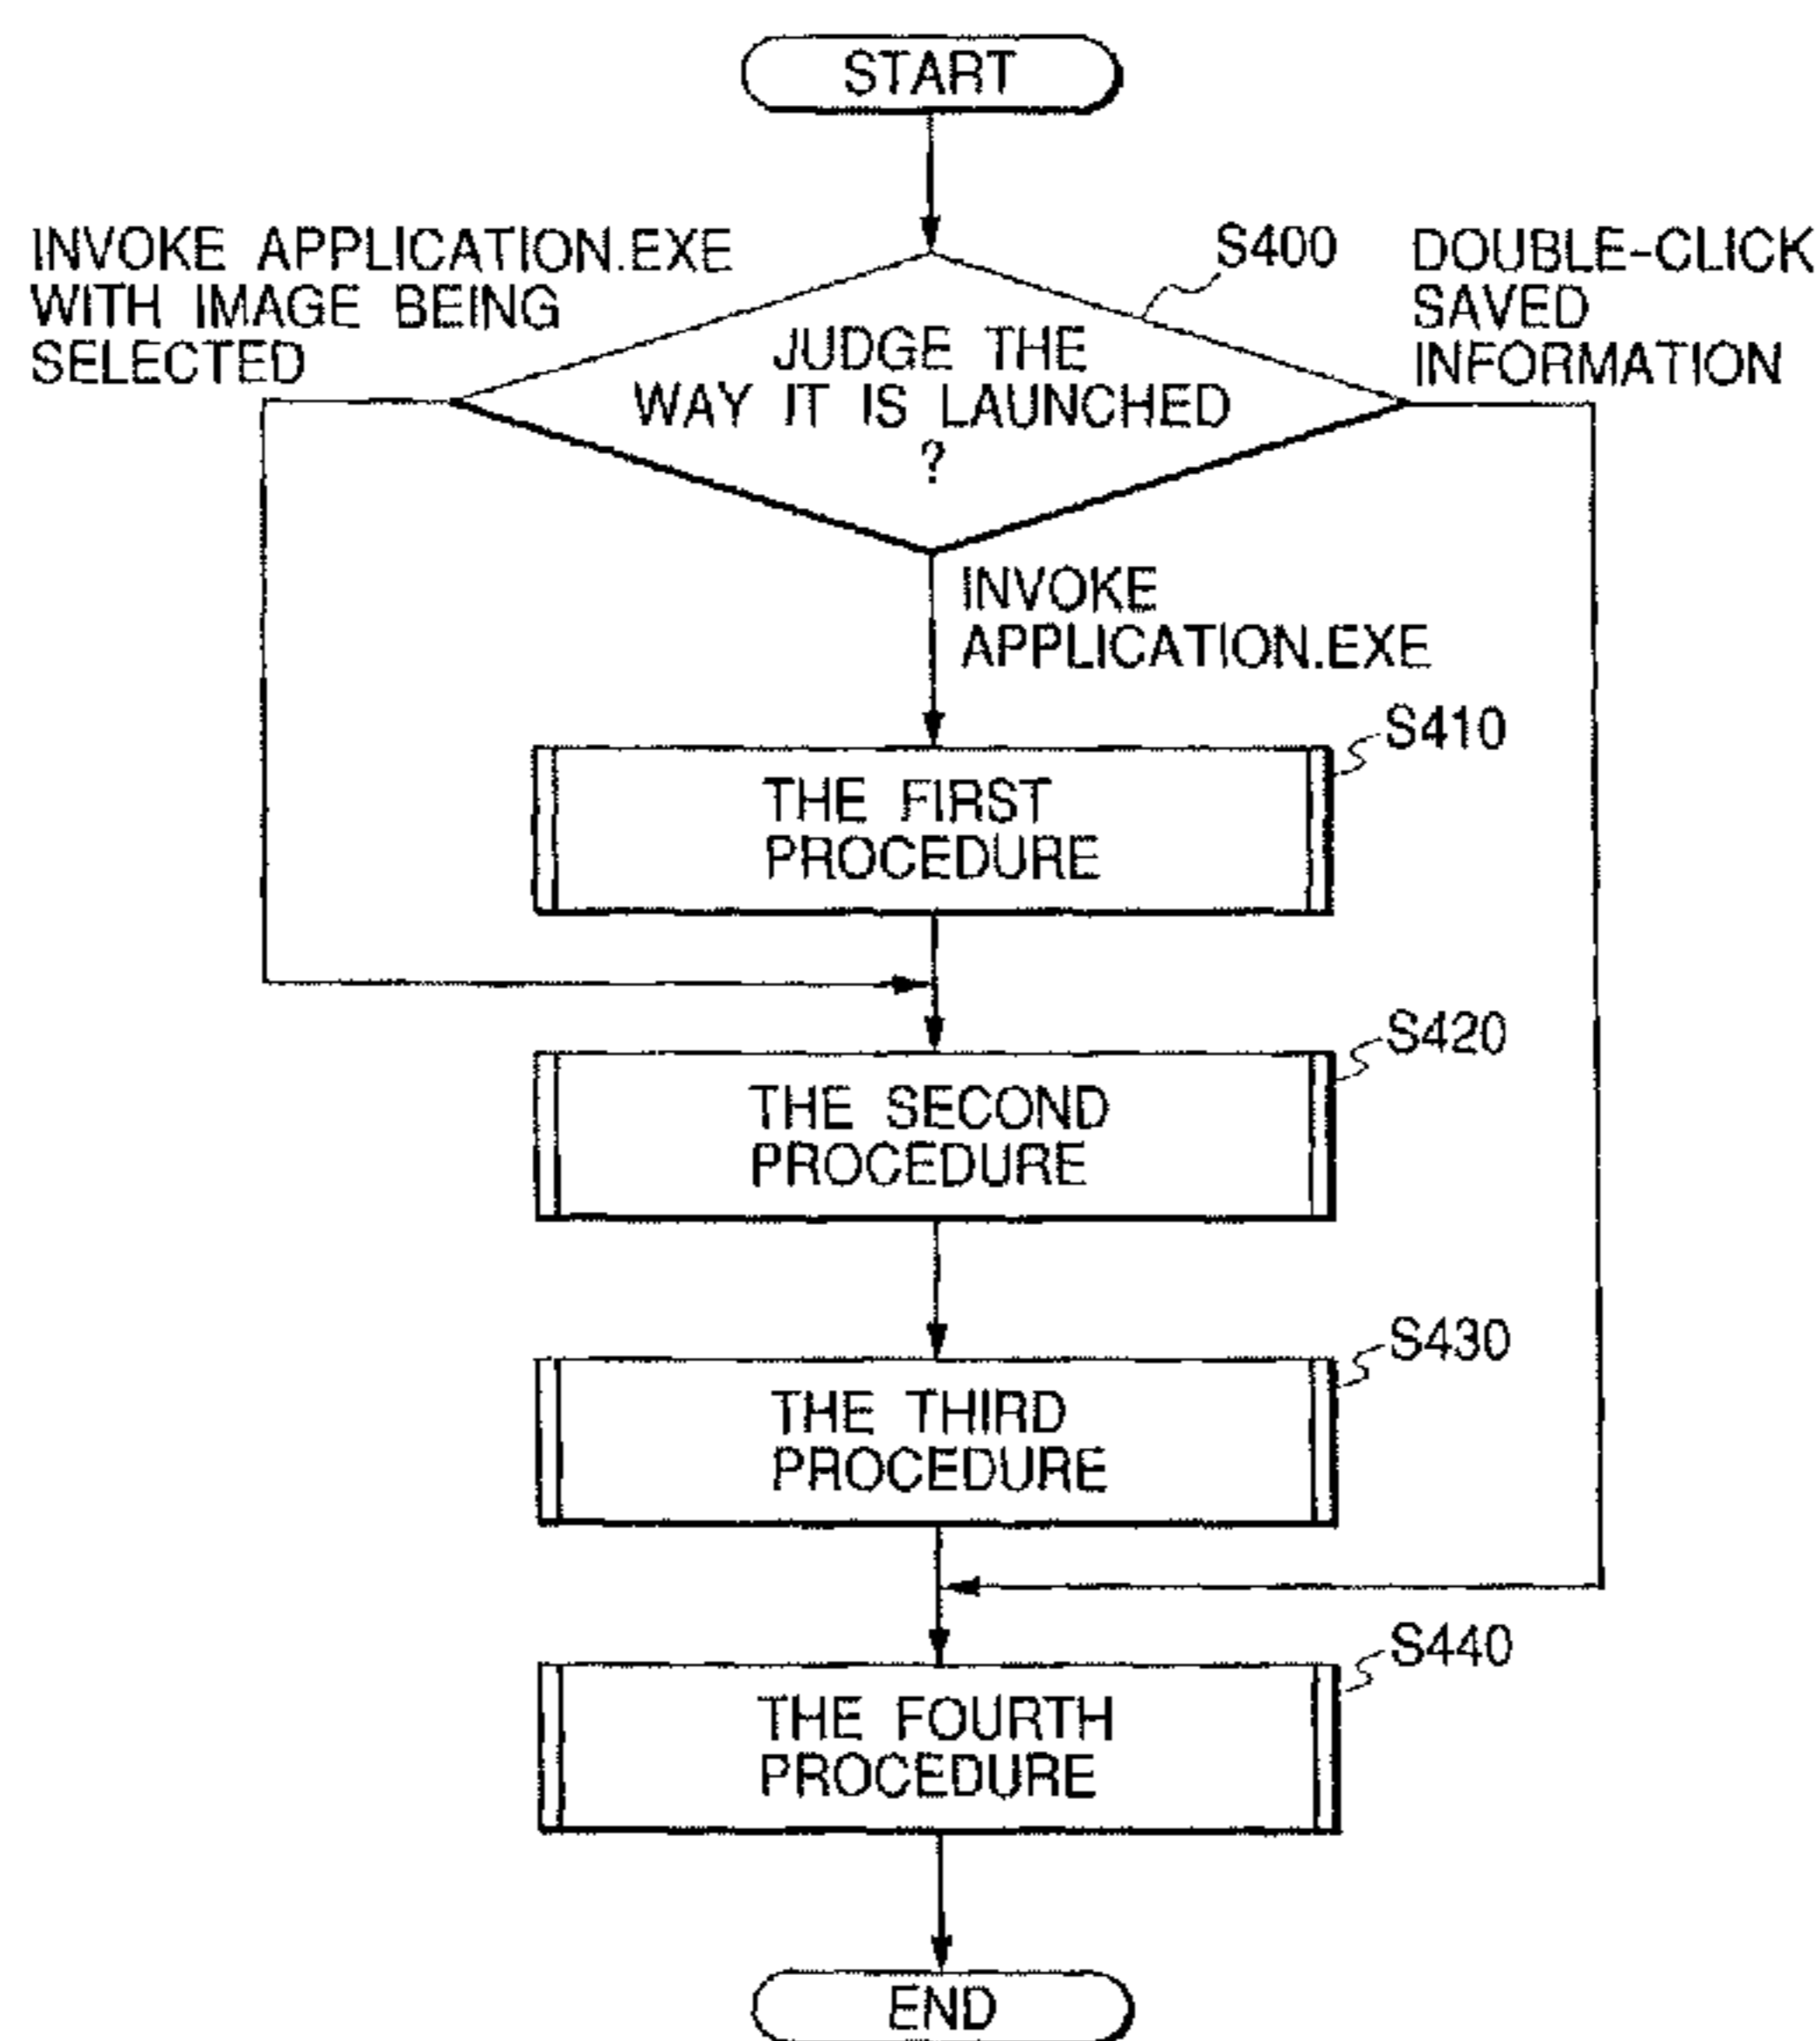 START
INVOKE APPLICATION.EXE
WITH IMAGE BEING
SELECTED
S400
DOUBLE-CLICK
SAVED
INFORMATION
JUDGE THE
WAY IT IS LAUNCHED
?
INVOKE
APPLICATION.EXE
S410
THE FIRST
PROCEDURE
S420
THE SECOND
PROCEDURE
S430
THE THIRD
PROCEDURE
S440
THE FOURTH
PROCEDURE
END